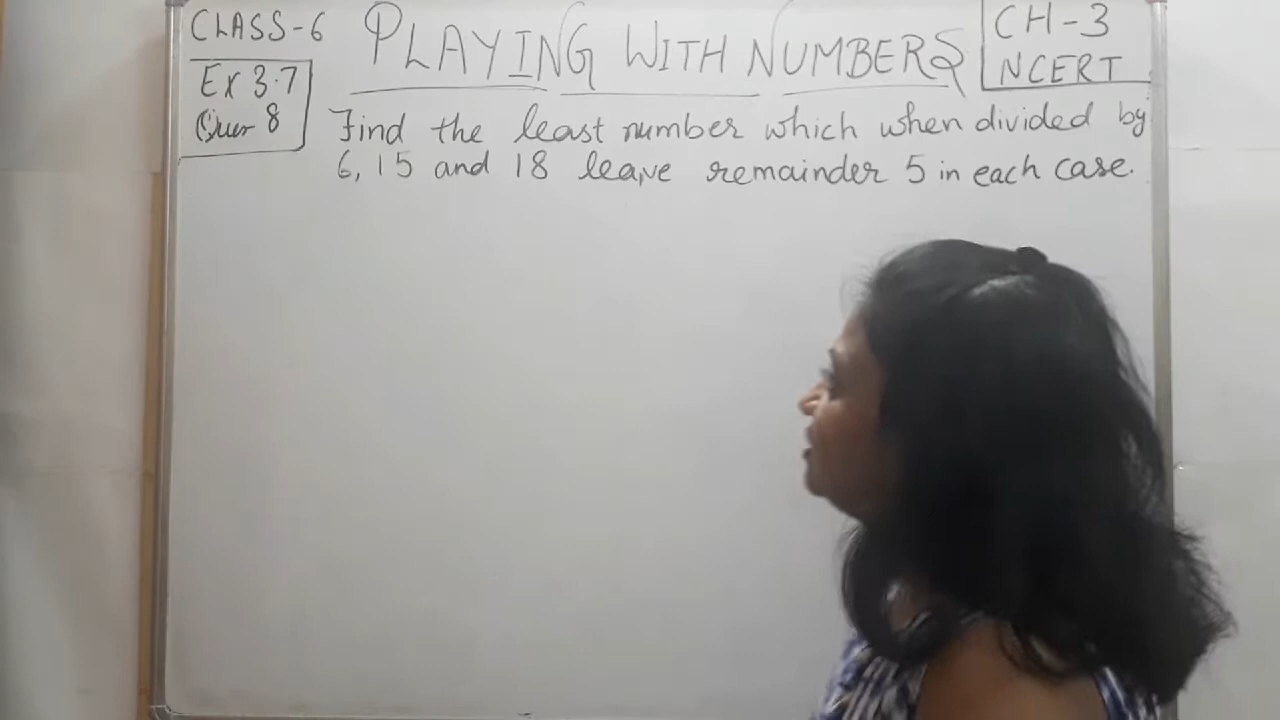 CLASS-6
PLAYING WITH NUMBERS
CH-3
NCERT
Ex 3.7
Ques 8
Find the least number which when divided by
6, 15 and 18 leave remainder 5 in each case.